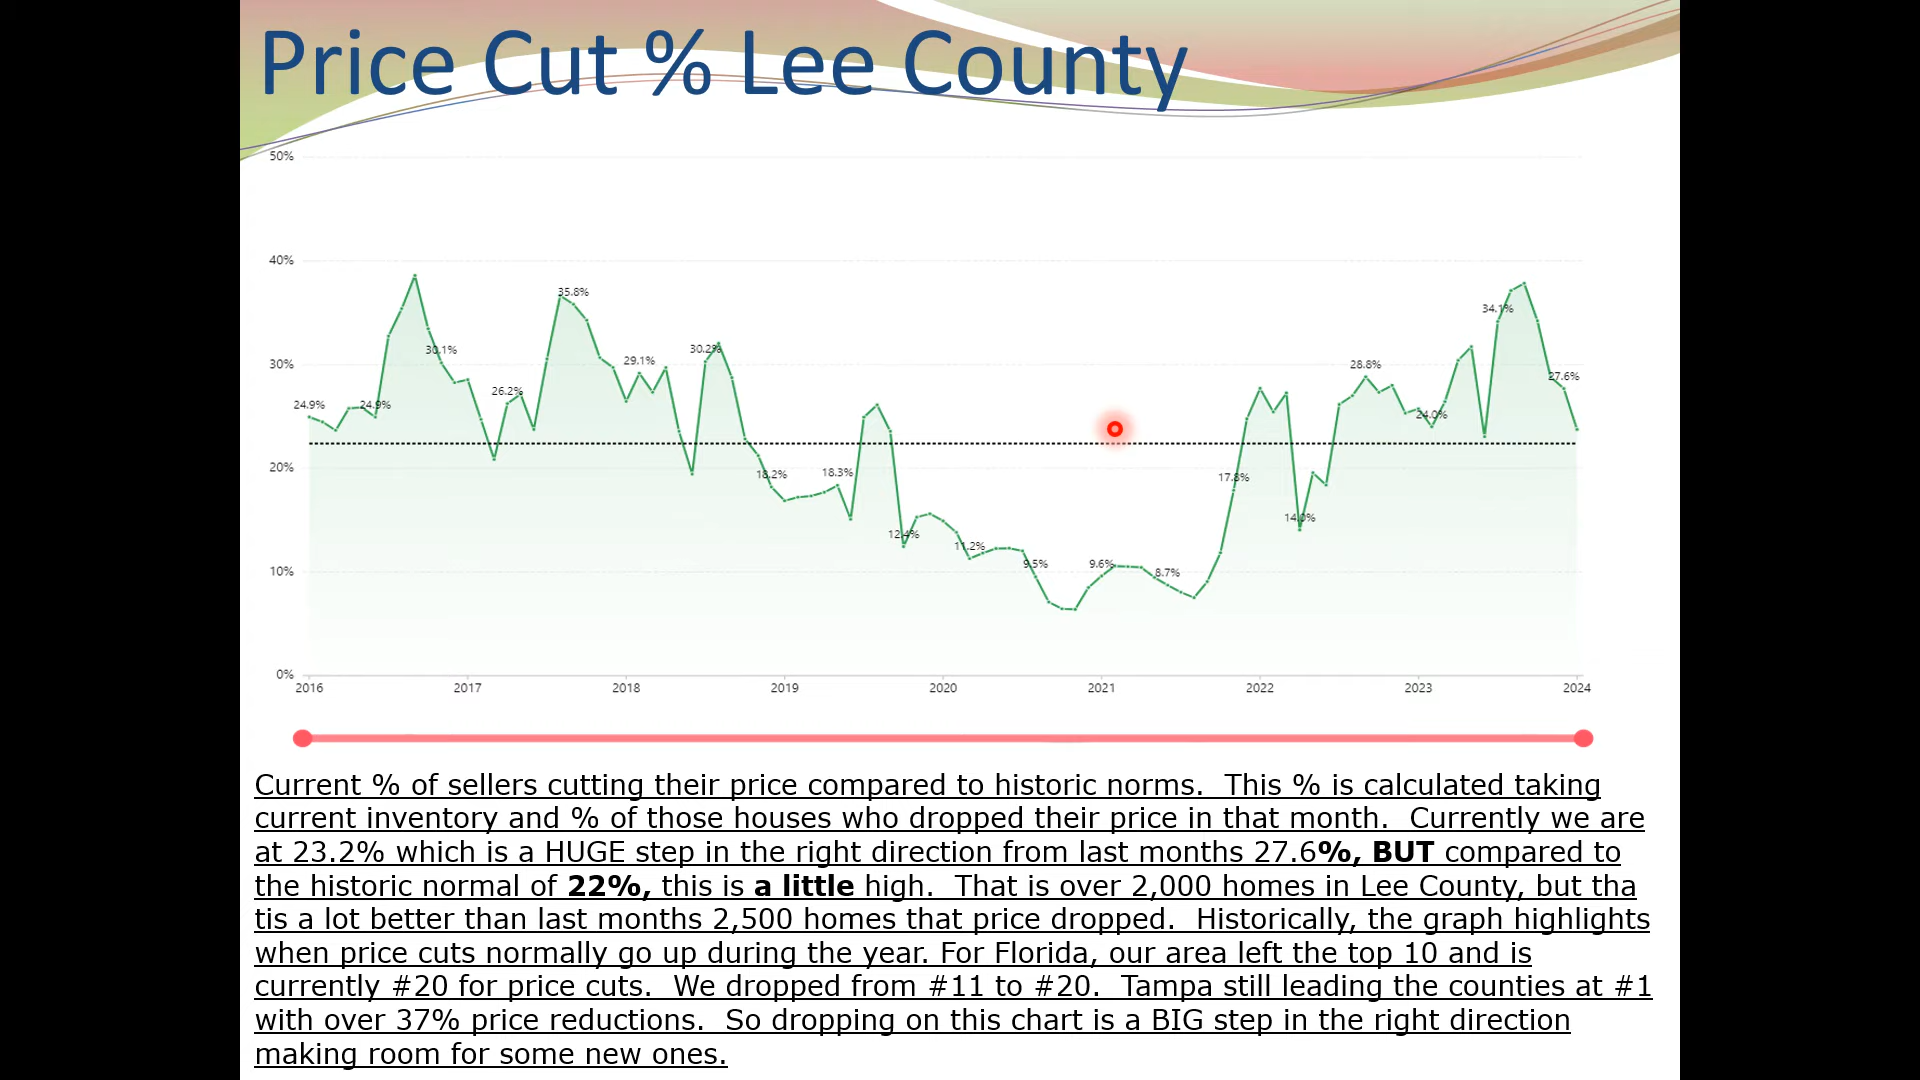 Price Cut % Lee County
50%
40%
30%
20%
10%
0%
24.9%
24.9%
30.1%
26.2%
35.8%
29.1%
30.2%
18.2%
18.3%
12.4%
11.2%
9.5%
9.6%
8.7%
17.8%
14.0%
28.8%
24.0%
34.1%
27.6%
2016 2017 2018 2019 2020 2021 2022 2023 2024
Current % of sellers cutting their price compared to historic norms.  This % is calculated taking
current inventory and % of those houses who dropped their price in that month.  Currently we are
at 23.2% which is a HUGE step in the right direction from last months 27.6%, BUT compared to
the historic normal of 22%, this is a little high.  That is over 2,000 homes in Lee County, but tha
tis a lot better than last months 2,500 homes that price dropped.  Historically, the graph highlights
when price cuts normally go up during the year. For Florida, our area left the top 10 and is
currently #20 for price cuts.  We dropped from #11 to #20.  Tampa still leading the counties at #1
with over 37% price reductions.  So dropping on this chart is a BIG step in the right direction
making room for some new ones.